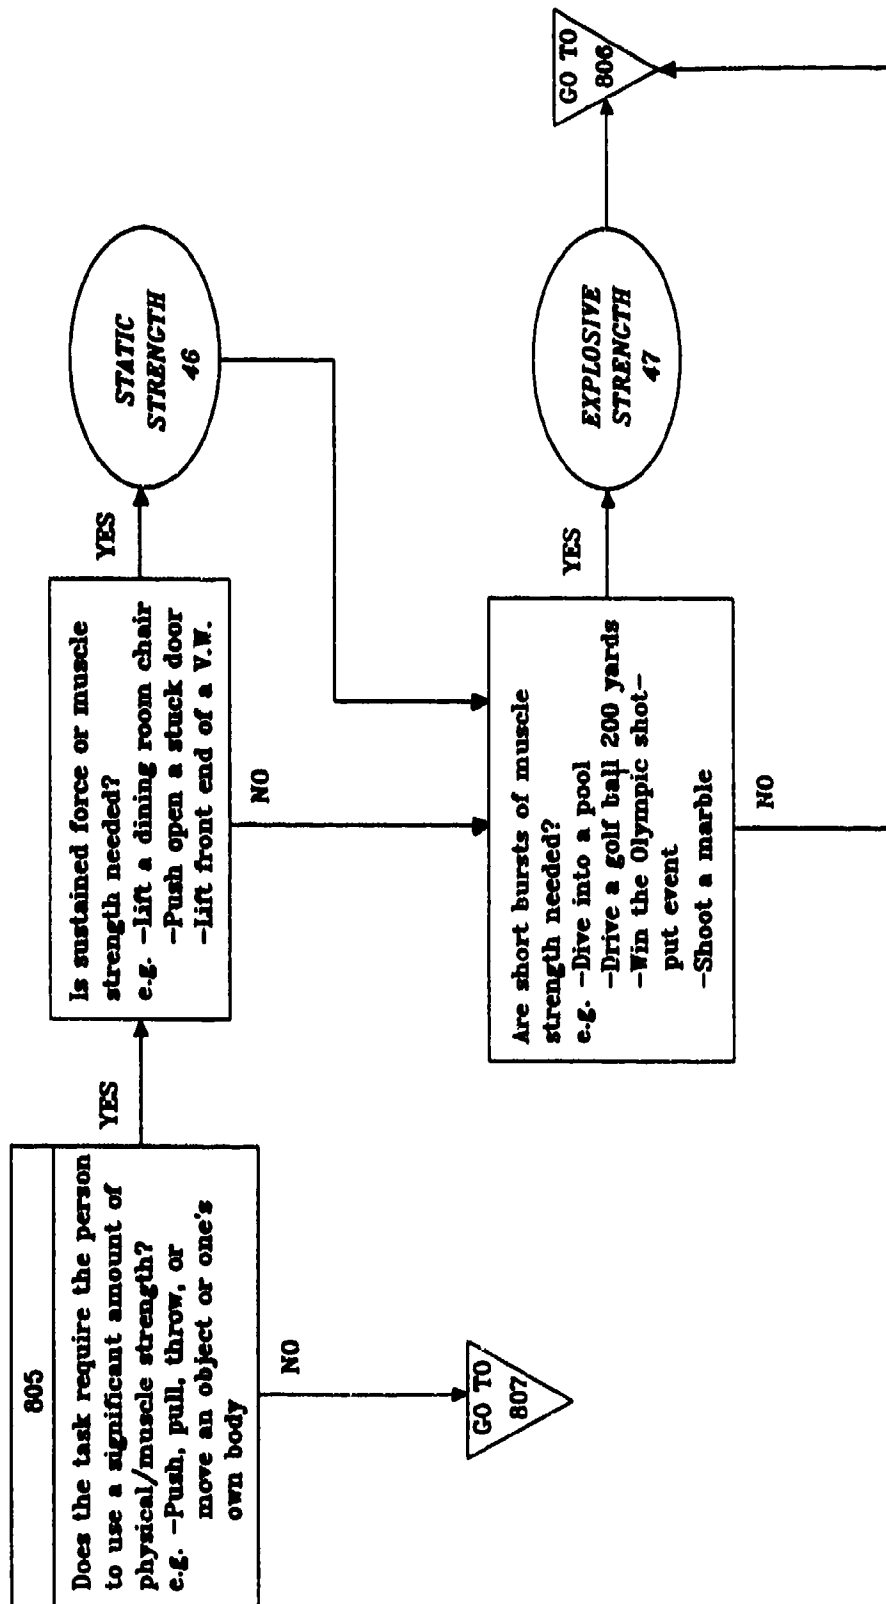 805
Does the task require the person
to use a significant amount of
physical/muscle strength?
e.g. -Push, pull, throw, or
move an object or one's
own body
YES
NO
GO TO
807
Is sustained force or muscle
strength needed?
e.g. -Lift a dining room chair
-Push open a stuck door
-Lift front end of a V.W.
YES
NO
STATIC
STRENGTH
46
Are short bursts of muscle
strength needed?
e.g. -Dive into a pool
-Drive a golf ball 200 yards
-Win the Olympic shot-
put event
-Shoot a marble
YES
NO
EXPLOSIVE
STRENGTH
47
GO TO
806